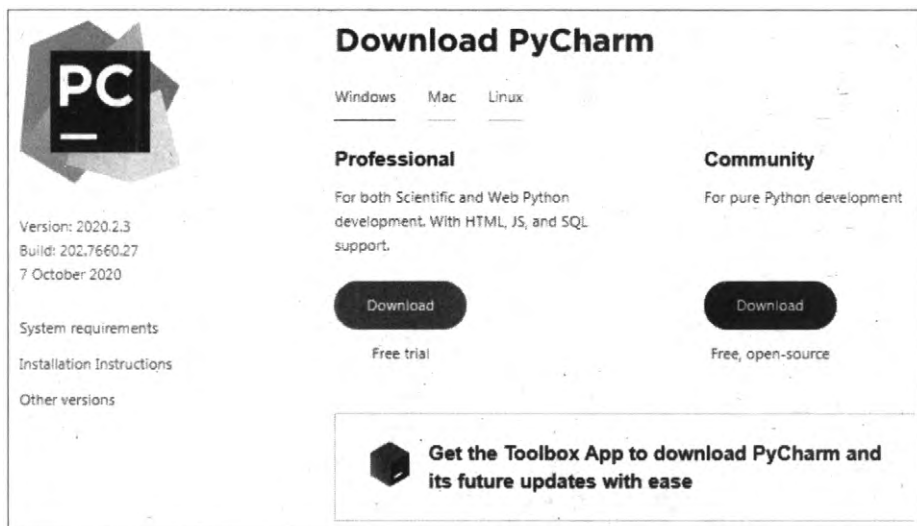 PC
Version: 2020.2.3
Build: 202.7660.27
7 October 2020
System requirements
Installation Instructions
Other versions
Download PyCharm
Windows Mac Linux
Professional
For both Scientific and Web Python
development. With HTML, JS, and SQL
support.
Download
Free trial
Community
For pure Python development
Download
Free, open-source
Get the Toolbox App to download PyCharm and
its future updates with ease